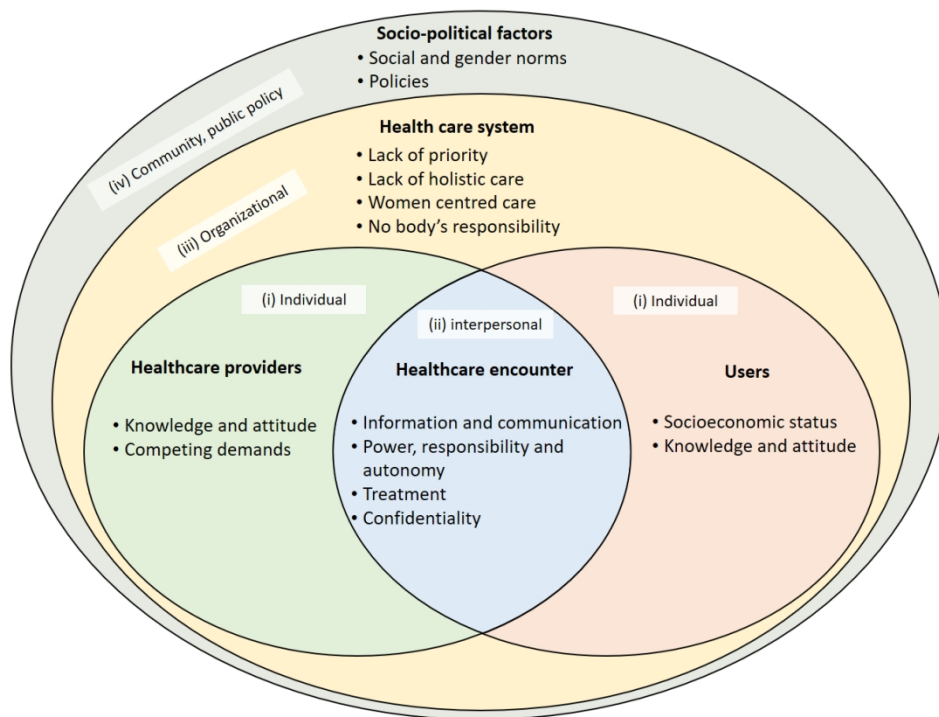 Socio-political factors
• Social and gender norms
• Policies
(iv) Community, public policy
Health care system
• Lack of priority
• Lack of holistic care
• Women centred care
• No body’s responsibility
(iii) Organizational
(i) Individual
(ii) interpersonal
(i) Individual
Healthcare providers
• Knowledge and attitude
• Competing demands
Healthcare encounter
• Information and communication
• Power, responsibility and
autonomy
• Treatment
• Confidentiality
Users
• Socioeconomic status
• Knowledge and attitude